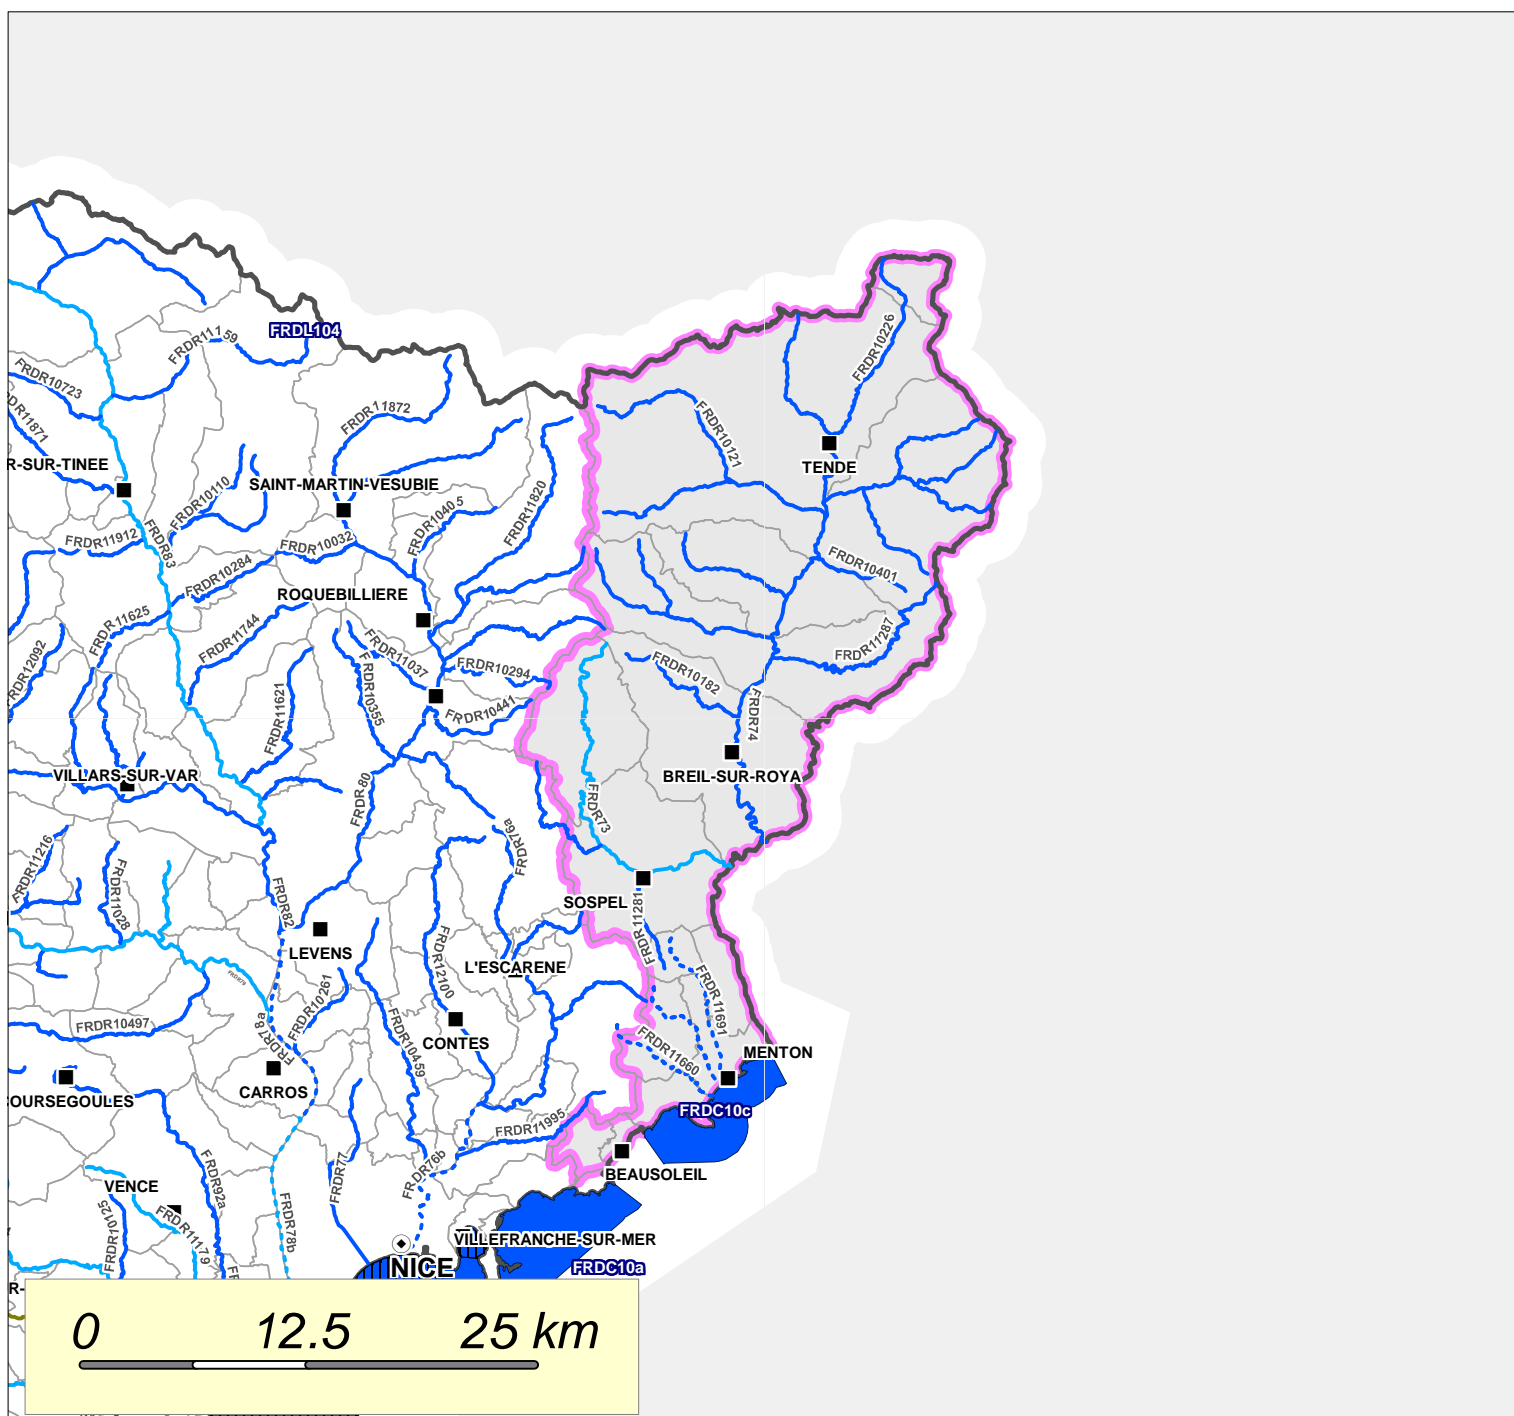 FRDL104
FRDR11159
FRDR10226
FRDR10723
FRDR11872
DR11871
FRDR10121
R-SUR-TINEE
TENDE
SAINT-MARTIN-VESUBIE
FRDR10110
FRDR10405
FRDR11820
FRDR11912
FRDR83
FRDR10032
FRDR10284
FRDR10401
ROQUEBILLIERE
FRDR11625
FRDR11744
FRDR11037
FRDR11287
FRDR12092
FRDR10294
FRDR10355
FRDR10182
FRDR11621
FRDR10441
FRDR74
VILLARS-SUR-VAR
BREIL-SUR-ROYA
FRDR80
FRDR73
FRDR76a
FRDR11216
FRDR11028
FRDR82
SOSPEL
FRDR11281
LEVENS
FRDR12100
L'ESCARENE
FRDR10261
FRDR11691
FRDR10497
FRDR78a
FRDR10459
CONTES
FRDR11660
MENTON
CARROS
OURSEGOULES
FRDC10c
FRDR11995
FRDR76b
FRDR77
BEAUSOLEIL
VENCE
FRDR92a
FRDR10125
FRDR11179
FRDR78b
VILLEFRANCHE-SUR-MER
NICE
FRDC10a
R-
0 12.5 25 km